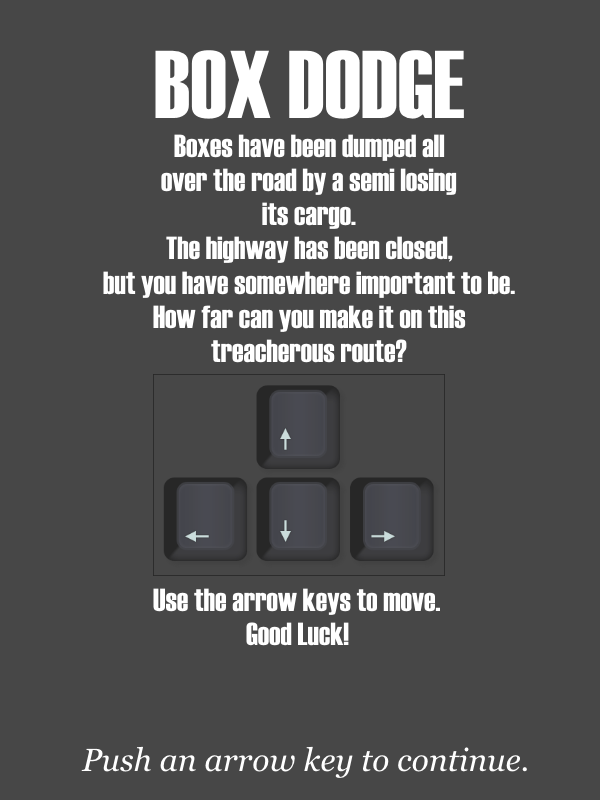 BOX DODGE
Boxes have been dumped all
over the road by a semi losing
its cargo.
The highway has been closed,
but you have somewhere important to be.
How far can you make it on this
treacherous route?
↑
← ↓ →
Use the arrow keys to move.
Good Luck!
Push an arrow key to continue.